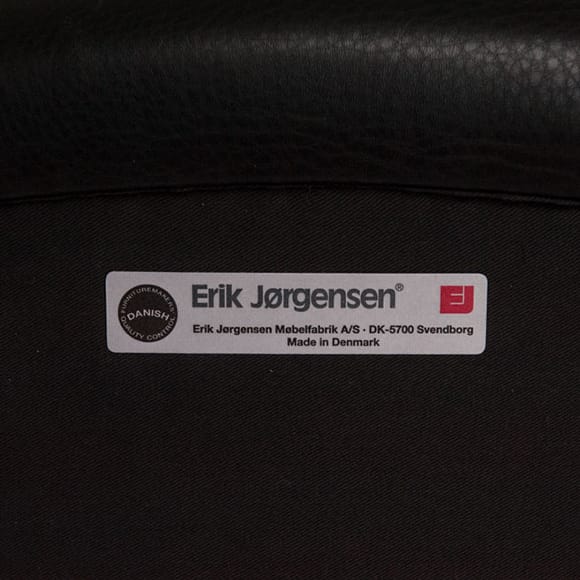 FURNITUREMAKERS'
DANISH
QUALITY CONTROL
Erik Jørgensen®
EJ
Erik Jørgensen Møbelfabrik A/S · DK-5700 Svendborg
Made in Denmark